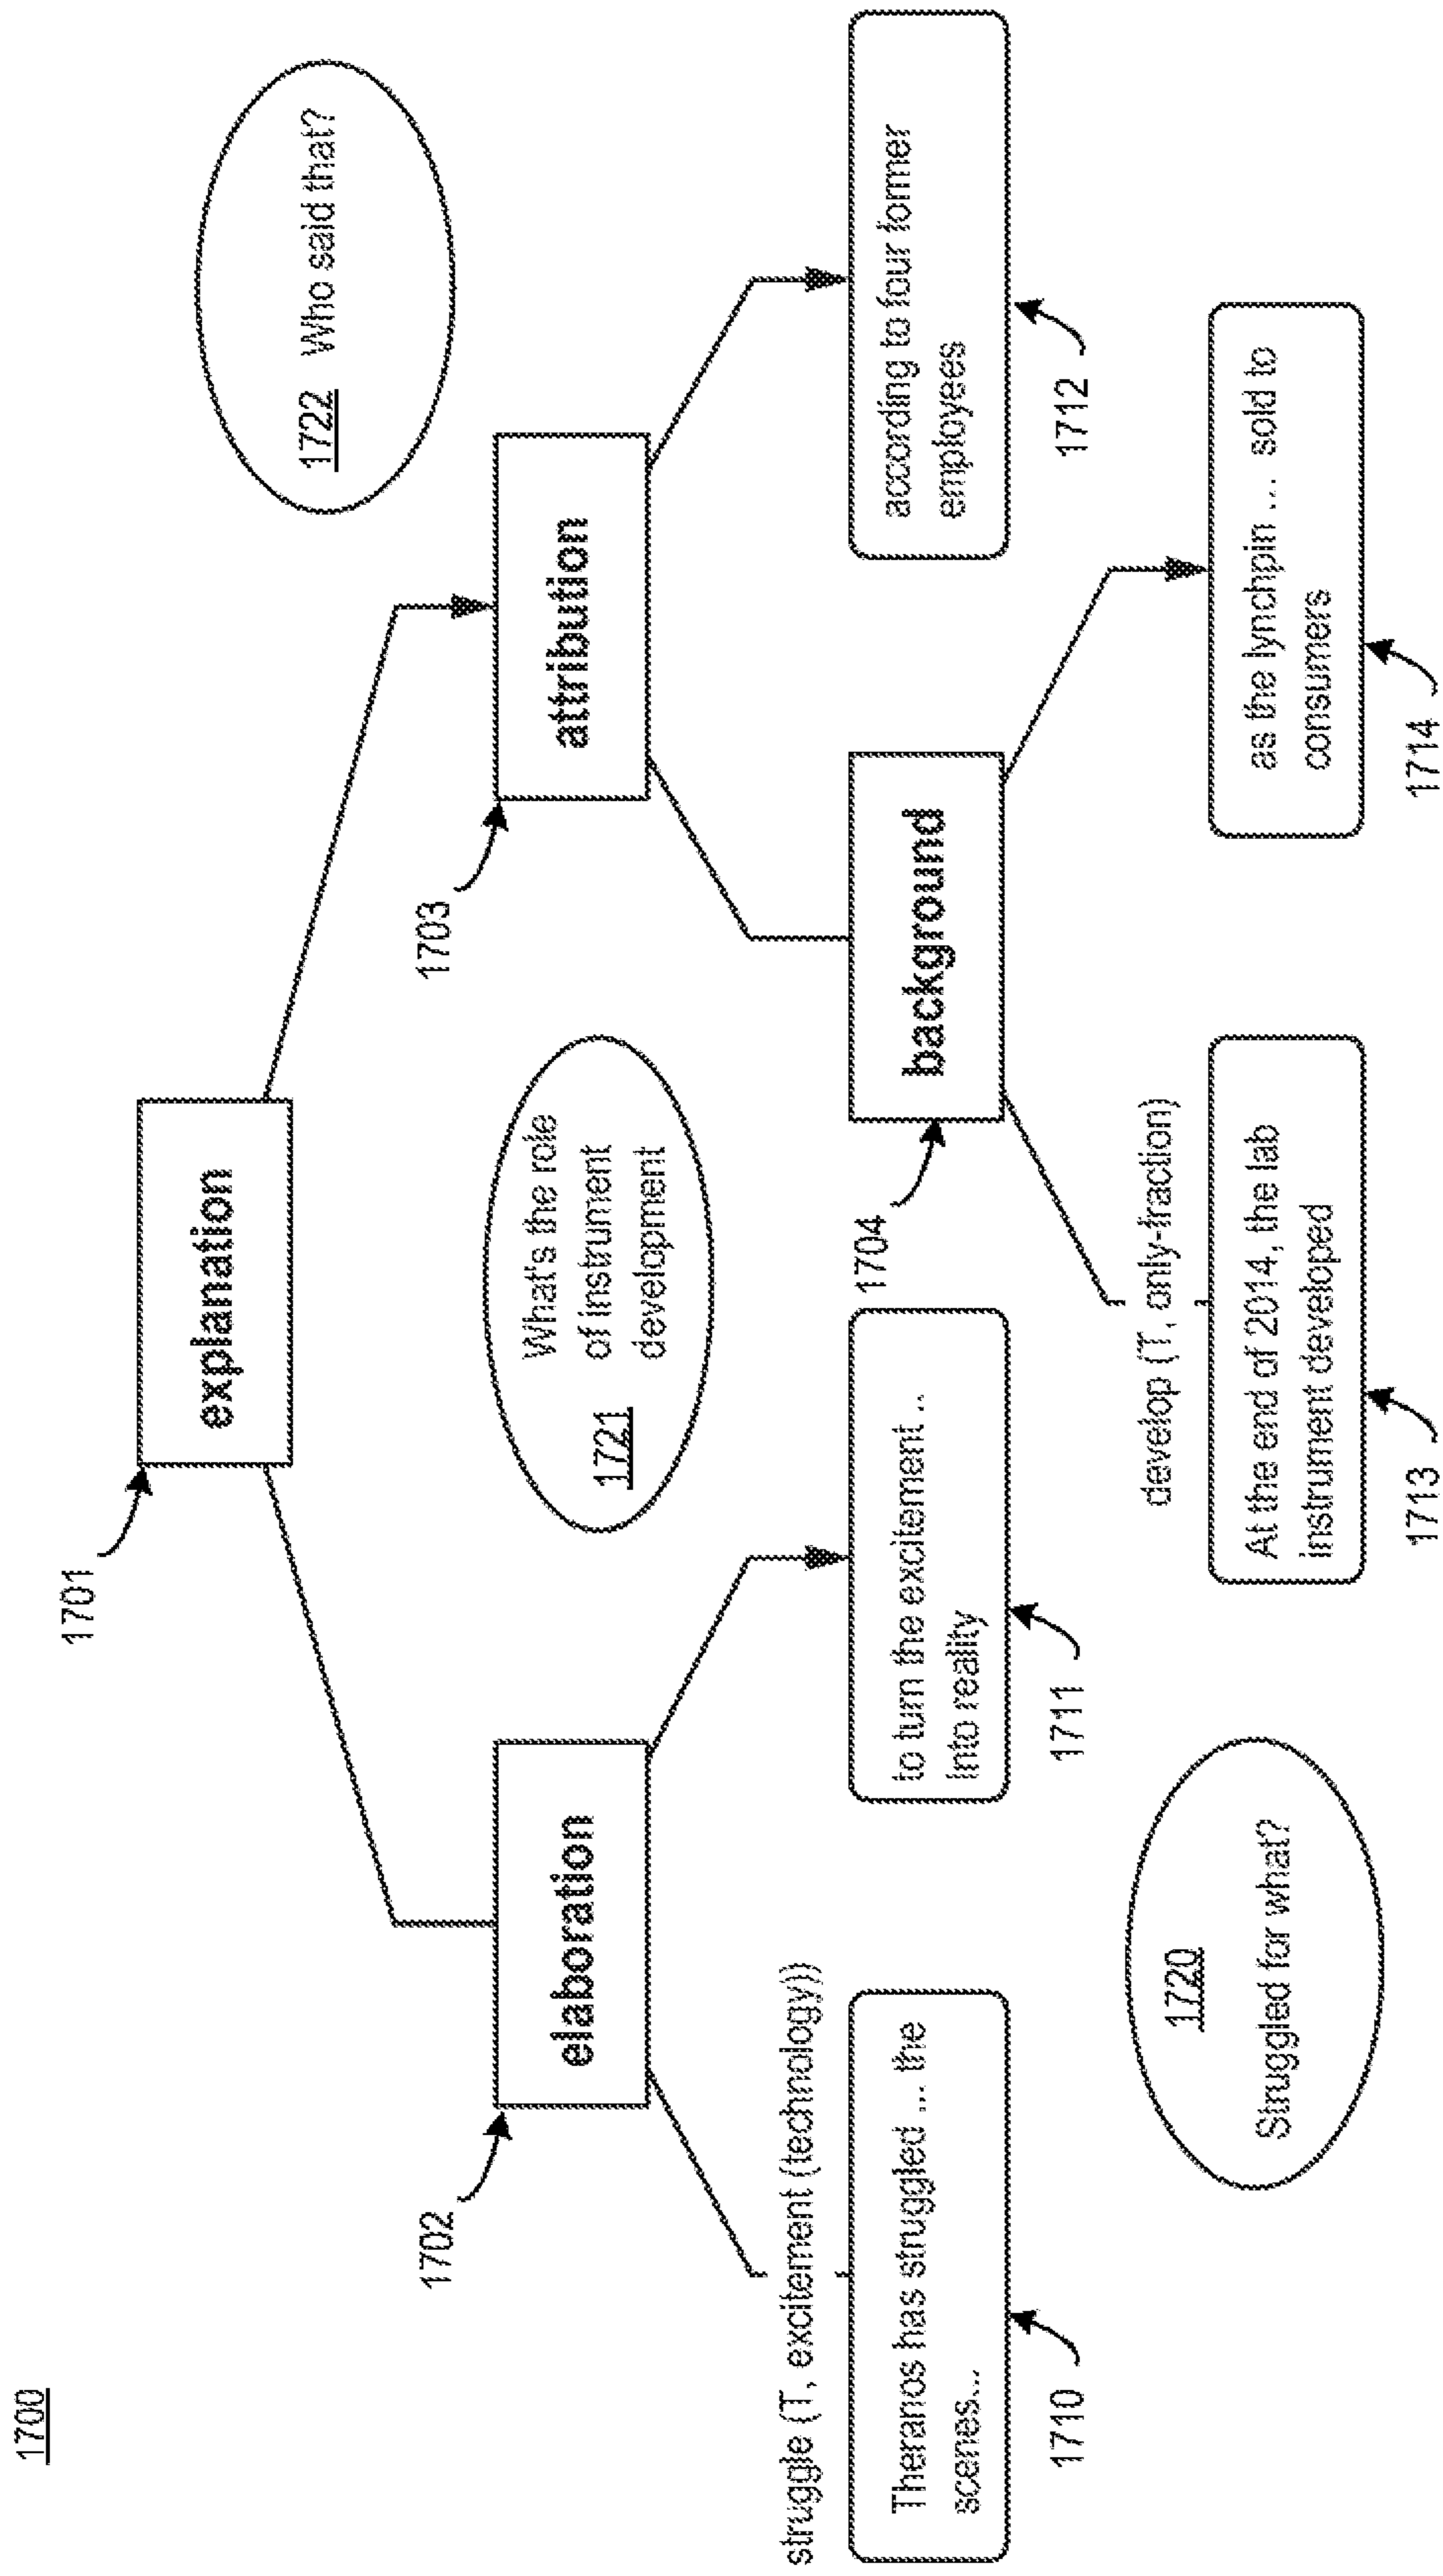 1700
1701
explanation
1722 Who said that?
1702
elaboration
1721
What's the role
of instrument
development
1703
attribution
struggle (T, excitement (technology))
Theranos has struggled ... the
scenes...
1710
to turn the excitement ..
into reality
1711
1704
background
according to four former
employees
1712
1720
Struggled for what?
develop (T, only-fraction)
At the end of 2014, the lab
instrument developed
1713
as the lynchpin ... sold to
consumers
1714